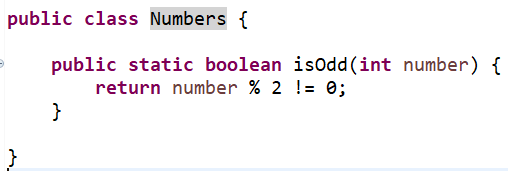 public class Numbers {
public static boolean isOdd(int number) {
return number % 2 != 0;
}
}